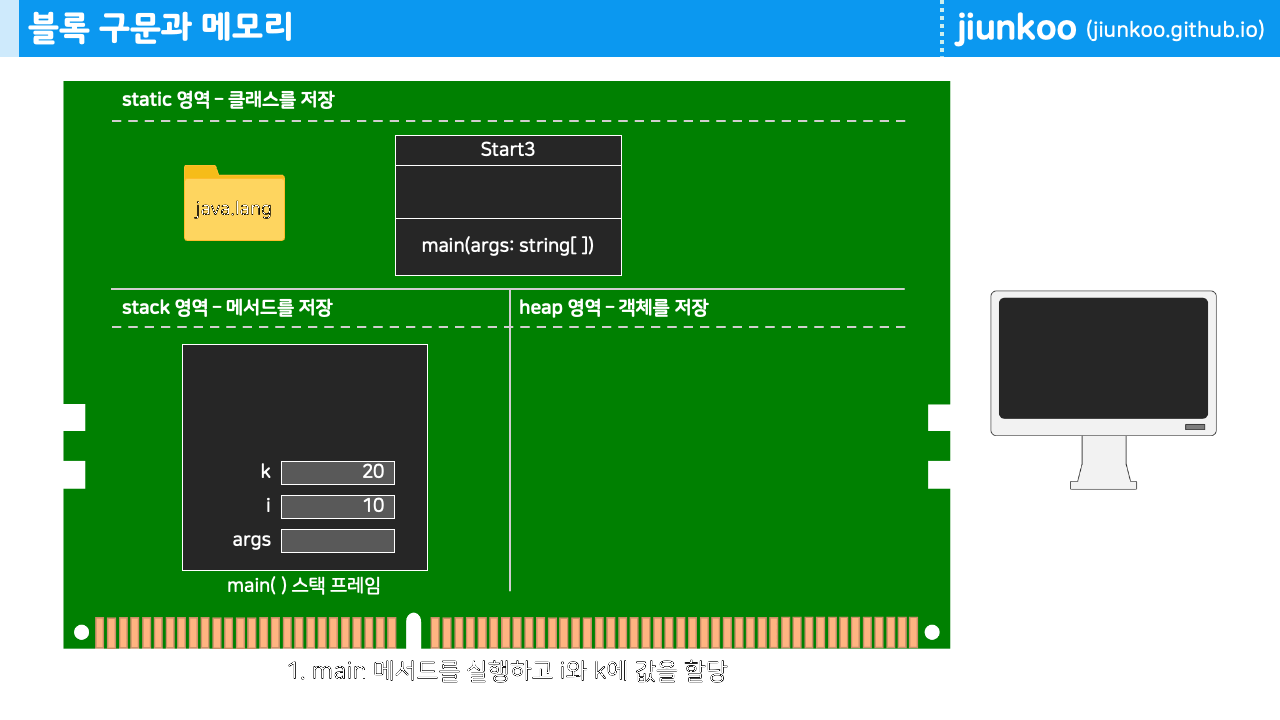 블록 구문과 메모리
jiunkoo (jiunkoo.github.io)
static 영역 - 클래스를 저장
java.lang
Start3
main(args: string[ ])
stack 영역 - 메서드를 저장
heap 영역 - 객체를 저장
k 20
i 10
args
main( ) 스택 프레임
1. main: 메서드를 실행하고 i와 k에 값을 할당